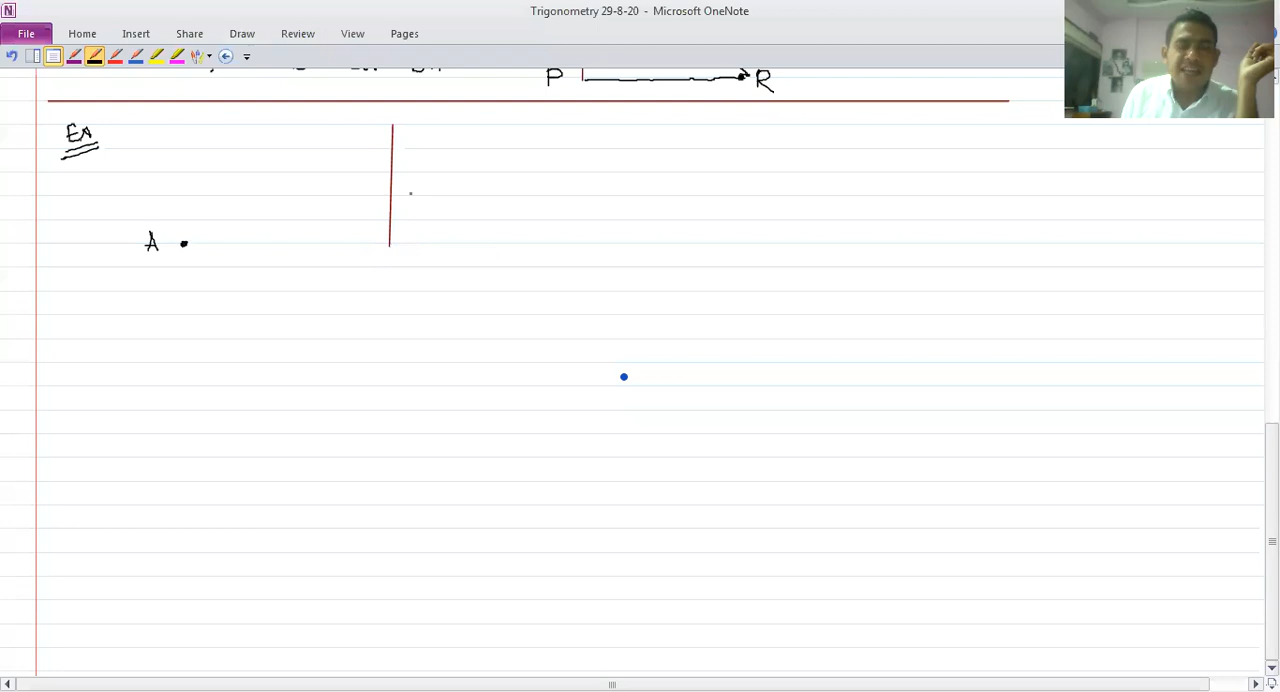 Trigonometry 29-8-20 - Microsoft OneNote
File Home Insert Share Draw Review View Pages
P R
Ex
A